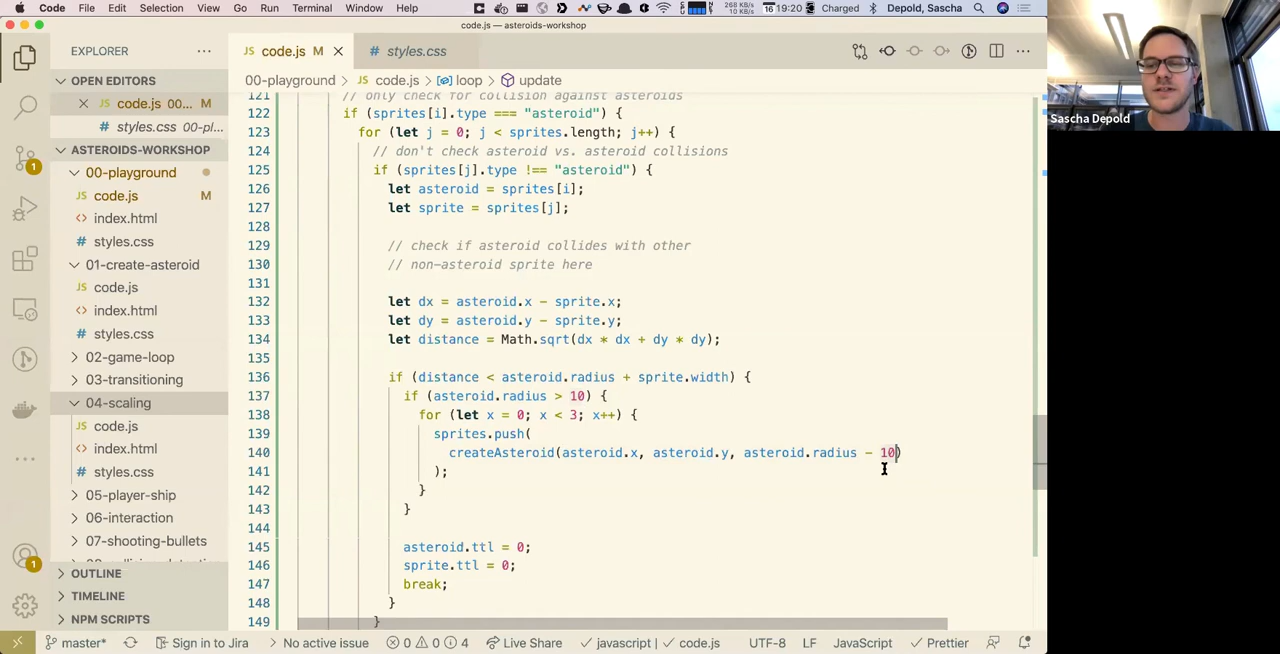 Code File Edit Selection View Go Run Terminal Window Help 268 KB/s 10 KB/s 16 19:20 Charged Depold, Sascha
code.js — asteroids-workshop
EXPLORER ...
code.js M
styles.css
OPEN EDITORS
code.js 00... M
styles.css 00-pl...
ASTEROIDS-WORKSHOP
00-playground
JS code.js M
<> index.html
# styles.css
01-create-asteroid
JS code.js
<> index.html
# styles.css
02-game-loop
03-transitioning
04-scaling
JS code.js
<> index.html
# styles.css
05-player-ship
06-interaction
07-shooting-bullets
OUTLINE
TIMELINE
NPM SCRIPTS
00-playground > JS code.js > loop > update
121 // only check for collision against asteroids
122 if (sprites[i].type === "asteroid") {
123 for (let j = 0; j < sprites.length; j++) {
124 // don't check asteroid vs. asteroid collisions
125 if (sprites[j].type !== "asteroid") {
126 let asteroid = sprites[i];
127 let sprite = sprites[j];
128
129 // check if asteroid collides with other
130 // non-asteroid sprite here
131
132 let dx = asteroid.x - sprite.x;
133 let dy = asteroid.y - sprite.y;
134 let distance = Math.sqrt(dx * dx + dy * dy);
135
136 if (distance < asteroid.radius + sprite.width) {
137 if (asteroid.radius > 10) {
138 for (let x = 0; x < 3; x++) {
139 sprites.push(
140 createAsteroid(asteroid.x, asteroid.y, asteroid.radius - 10)
141 );
142 }
143 }
144
145 asteroid.ttl = 0;
146 sprite.ttl = 0;
147 break;
148 }
149 }
Sascha Depold
master* Sign in to Jira No active issue 0 0 4 Live Share javascript | code.js UTF-8 LF JavaScript Prettier